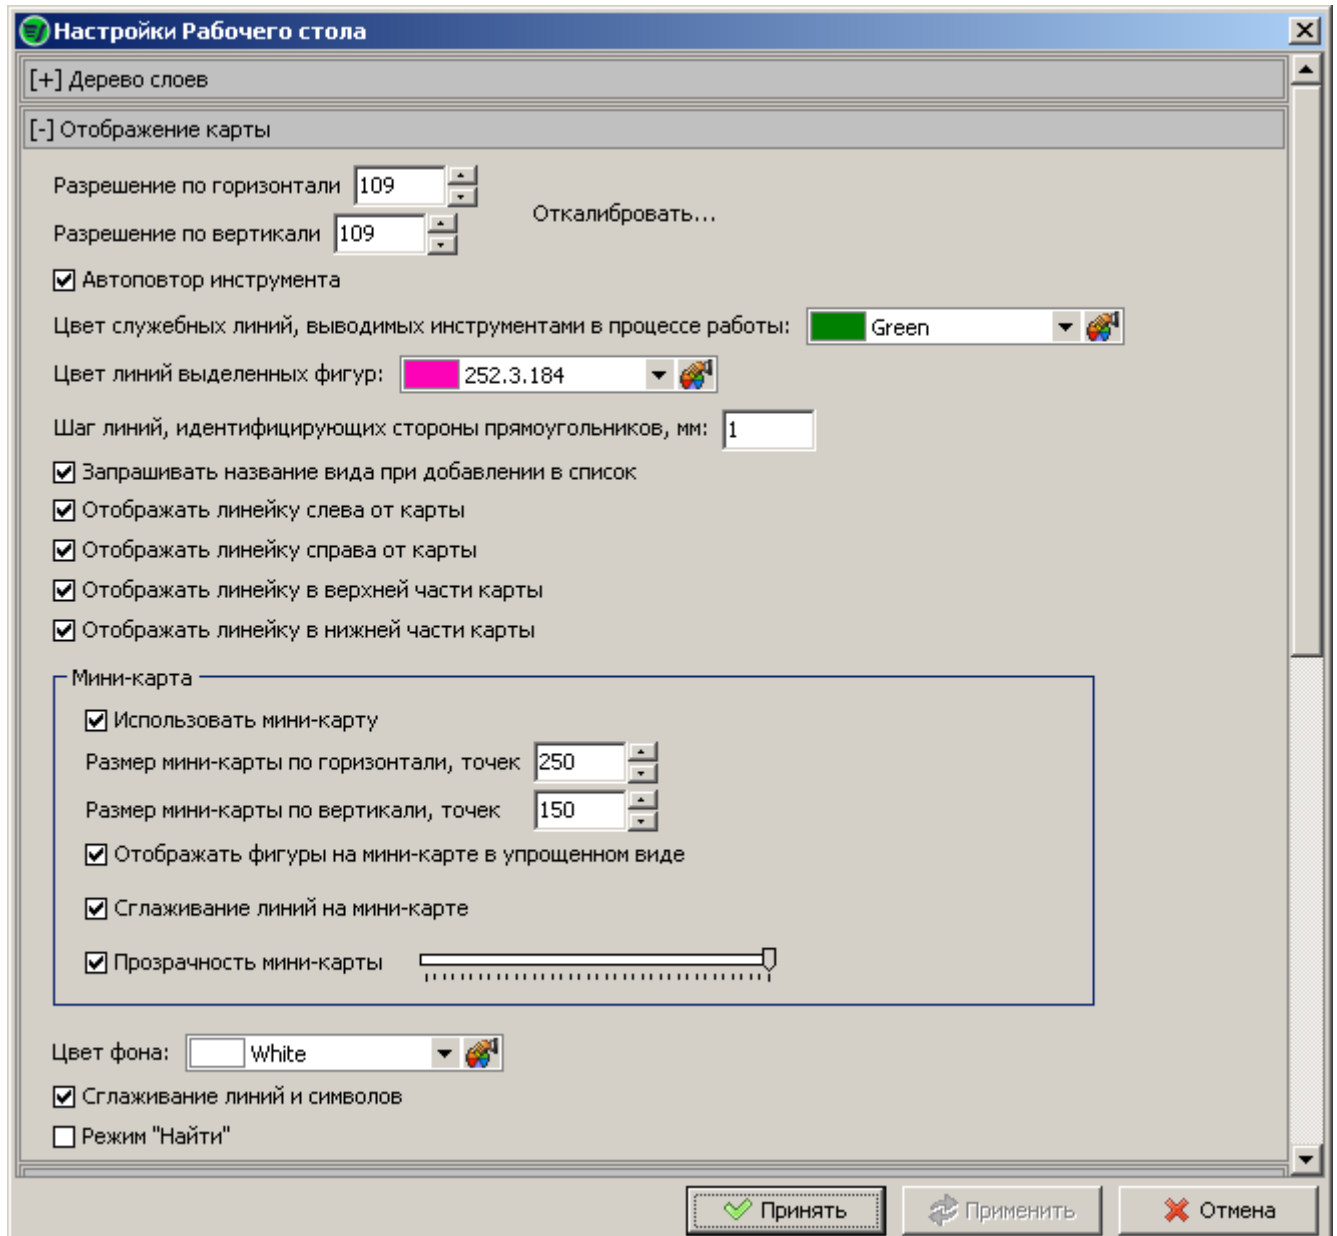 Настройки Рабочего стола
[+] Дерево слоев
[-] Отображение карты
Разрешение по горизонтали 109
Откалибровать...
Разрешение по вертикали 109
Автоповтор инструмента
Цвет служебных линий, выводимых инструментами в процессе работы: Green
Цвет линий выделенных фигур: 252.3.184
Шаг линий, идентифицирующих стороны прямоугольников, мм: 1
Запрашивать название вида при добавлении в список
Отображать линейку слева от карты
Отображать линейку справа от карты
Отображать линейку в верхней части карты
Отображать линейку в нижней части карты
Мини-карта
Использовать мини-карту
Размер мини-карты по горизонтали, точек 250
Размер мини-карты по вертикали, точек 150
Отображать фигуры на мини-карте в упрощенном виде
Сглаживание линий на мини-карте
Прозрачность мини-карты
Цвет фона: White
Сглаживание линий и символов
Режим "Найти"
Принять Применить Отмена